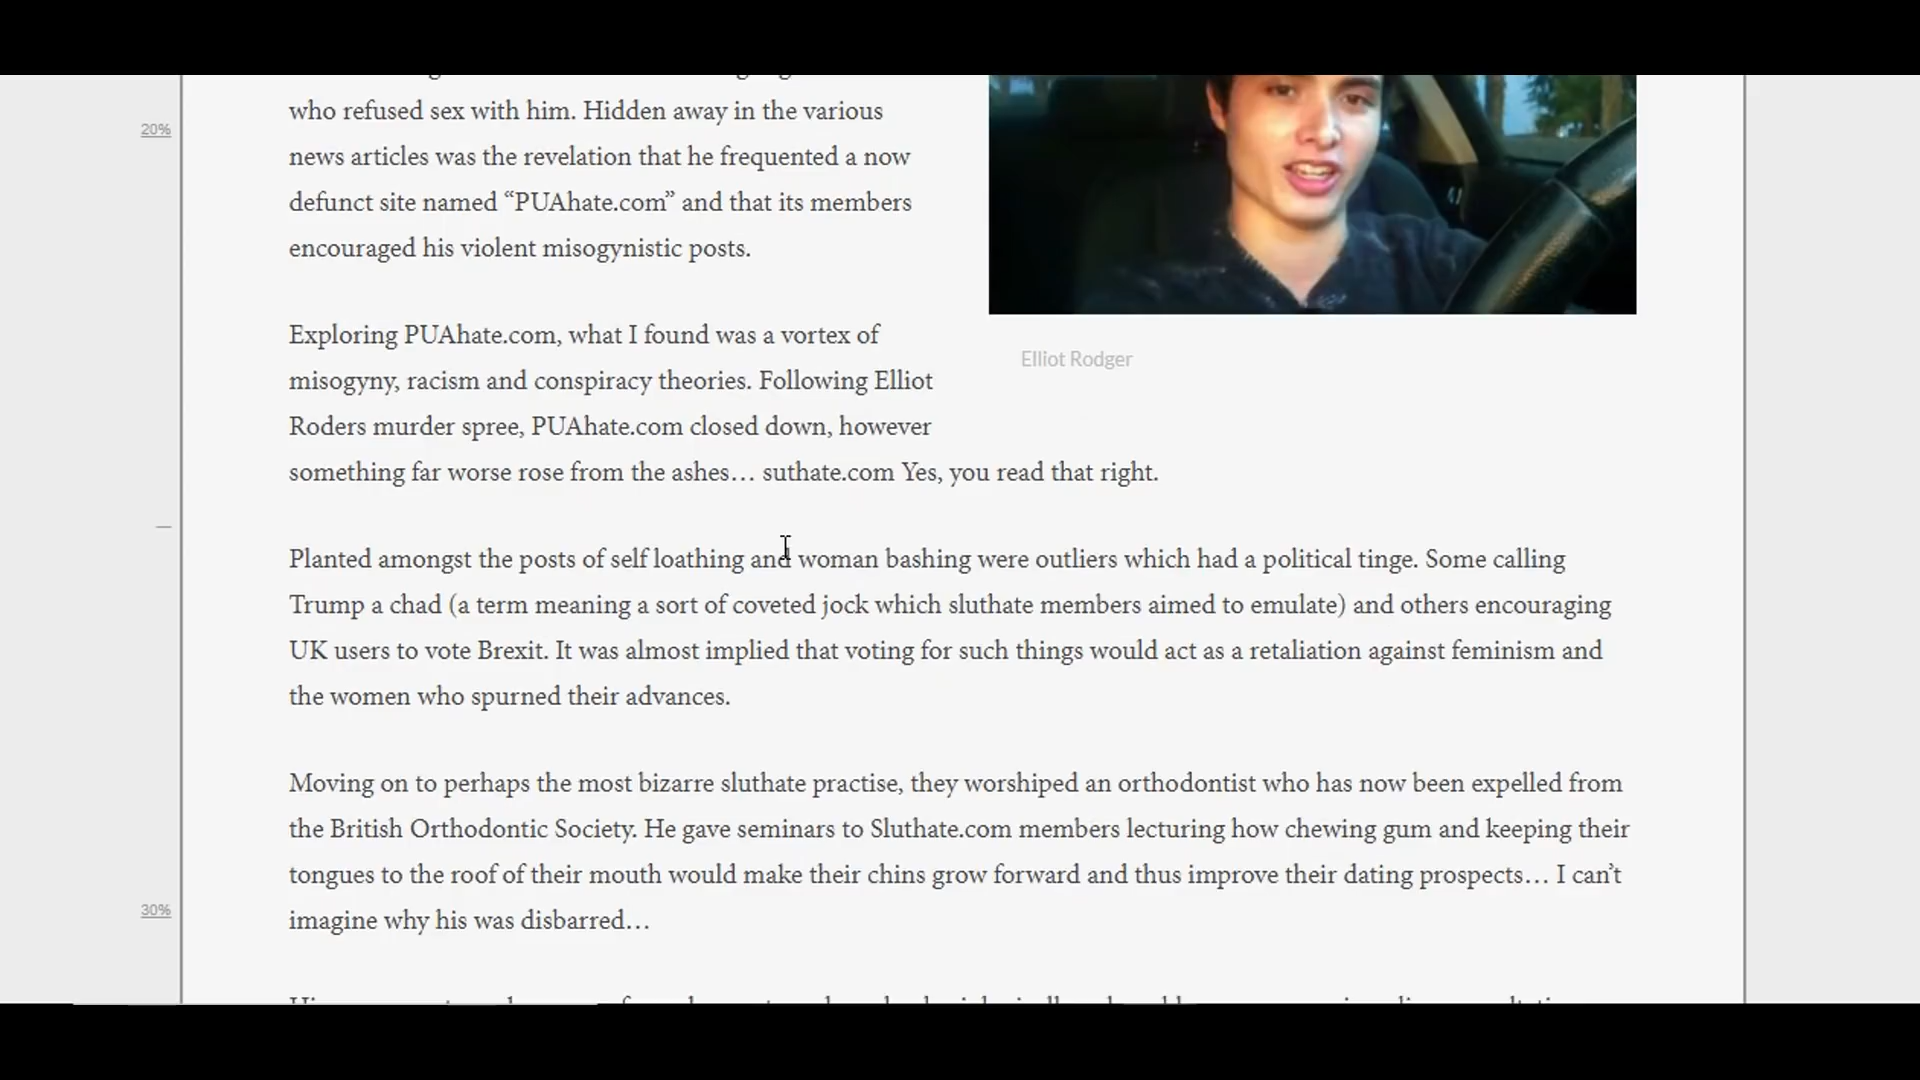 who refused sex with him. Hidden away in the various
20%
news articles was the revelation that he frequented a now
defunct site named “PUAhate.com” and that its members
encouraged his violent misogynistic posts.
Exploring PUAhate.com, what I found was a vortex of
Elliot Rodger
misogyny, racism and conspiracy theories. Following Elliot
Roders murder spree, PUAhate.com closed down, however
something far worse rose from the ashes… suthate.com Yes, you read that right.
Planted amongst the posts of self loathing and woman bashing were outliers which had a political tinge. Some calling
Trump a chad (a term meaning a sort of coveted jock which sluthate members aimed to emulate) and others encouraging
UK users to vote Brexit. It was almost implied that voting for such things would act as a retaliation against feminism and
the women who spurned their advances.
Moving on to perhaps the most bizarre sluthate practise, they worshiped an orthodontist who has now been expelled from
the British Orthodontic Society. He gave seminars to Sluthate.com members lecturing how chewing gum and keeping their
tongues to the roof of their mouth would make their chins grow forward and thus improve their dating prospects… I can’t
30%
imagine why his was disbarred…